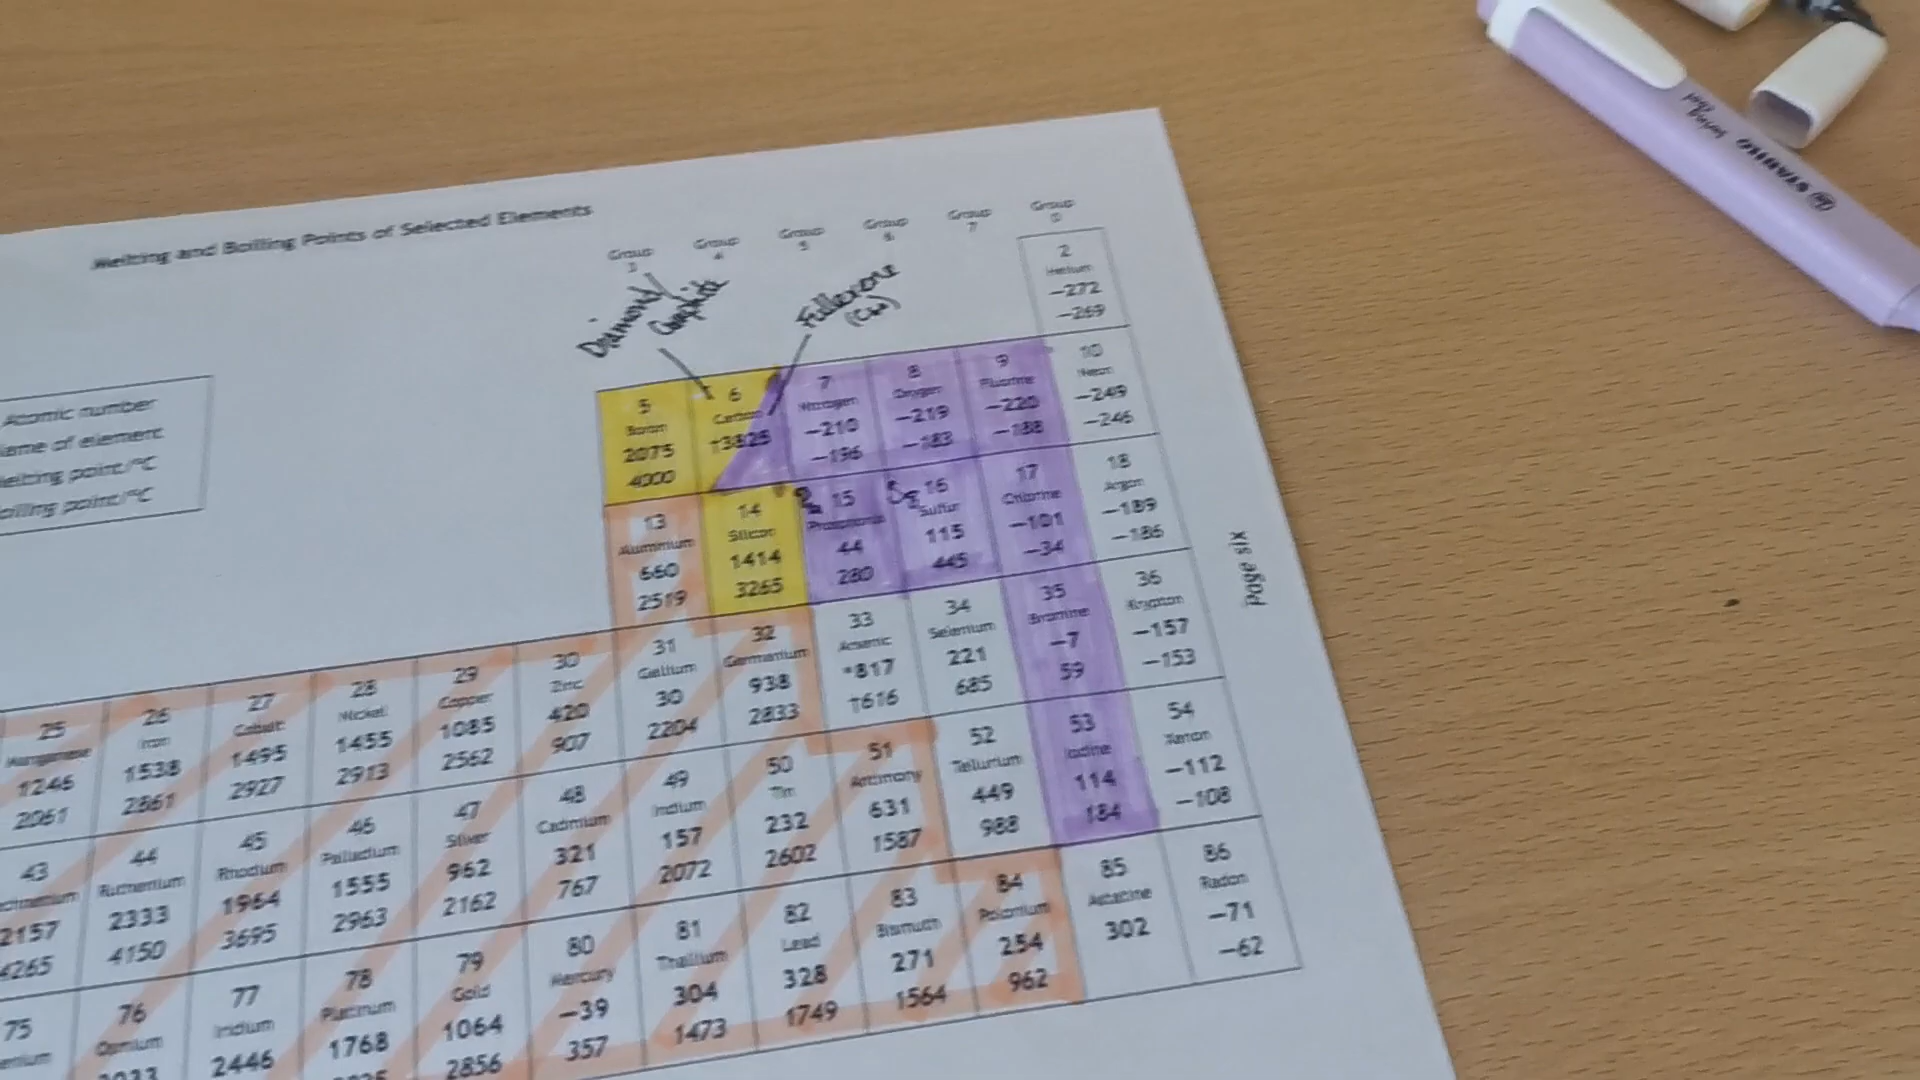 Melting and Boiling Points of Selected Elements
Group Group Group Group Group Group
3 4 5 6 7 0
Diamond/
Graphite
Fullerene
Atomic number
Name of element
Melting point/°C
Boiling point/°C
2
Helium
−272
−269
5 6 7 8 9 10
Boron Carbon Nitrogen Oxygen Fluorine Neon
2075 †3825 −210 −219 −220 −249
4000 −196 −183 −188 −246
13 14 15 16 17 18
Aluminium Silicon Phosphorus Sulfur Chlorine Argon
660 1414 44 115 −101 −189
2519 3265 280 445 −34 −186
25 26 27 28 29 30 31 32 33 34 35 36
Manganese Iron Cobalt Nickel Copper Zinc Gallium Germanium Arsenic Selenium Bromine Krypton
1246 1538 1495 1455 1085 420 30 938 *817 221 −7 −157
2061 2861 2927 2913 2562 907 2204 2833 †616 685 59 −153
43 44 45 46 47 48 49 50 51 52 53 54
Ruthenium Rhodium Palladium Silver Cadmium Indium Tin Antimony Tellurium Iodine Xenon
2157 2333 1964 1555 962 321 157 232 631 449 114 −112
4265 4150 3695 2963 2162 767 2072 2602 1587 988 184 −108
75 76 77 78 79 80 81 82 83 84 85 86
Osmium Iridium Platinum Gold Mercury Thallium Lead Bismuth Polonium Astatine Radon
2446 1768 1064 −39 304 328 271 254 302 −71
2856 357 1473 1749 1564 962 −62
Page six
STABILO
swing cool